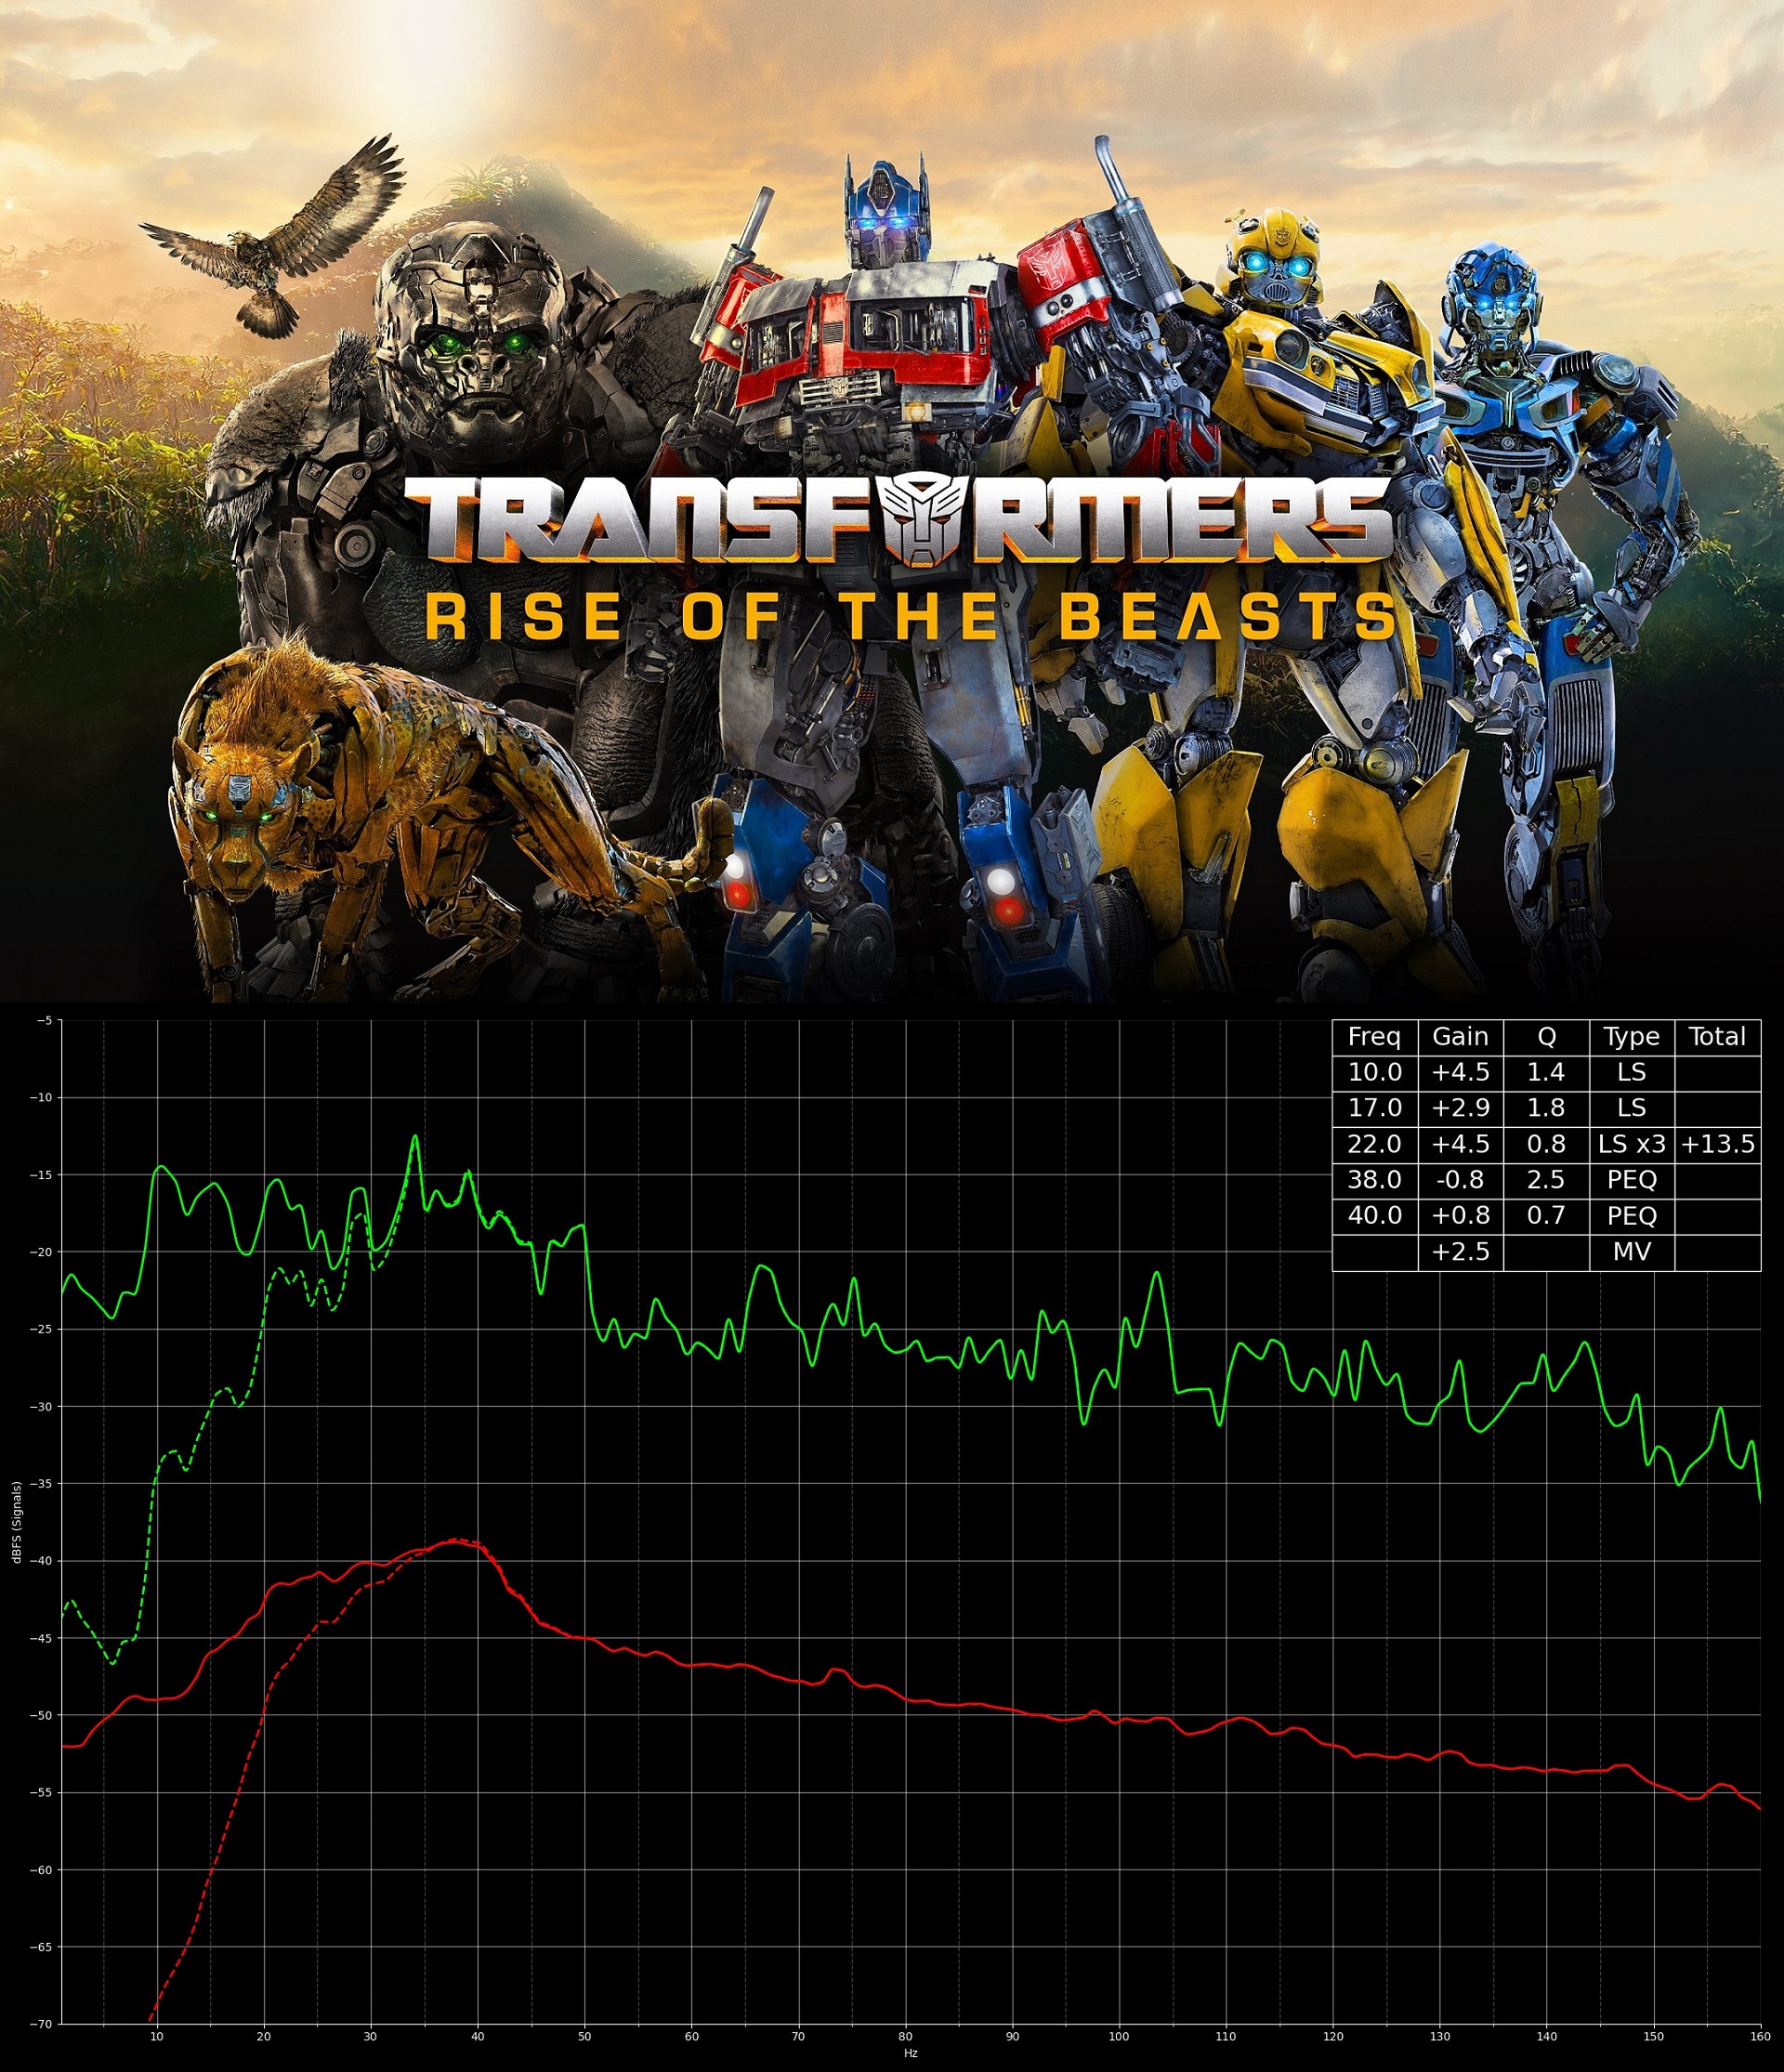 TRANSFORMERS
RISE OF THE BEASTS
Freq Gain Q Type Total
10.0 +4.5 1.4 LS
17.0 +2.9 1.8 LS
22.0 +4.5 0.8 LS x3 +13.5
38.0 -0.8 2.5 PEQ
40.0 +0.8 0.7 PEQ
+2.5 MV
−5
−10
−15
−20
−25
−30
−35
−40
−45
−50
−55
−60
−65
−70
dBFS (Signals)
10 20 30 40 50 60 70 80 90 100 110 120 130 140 150 160
Hz